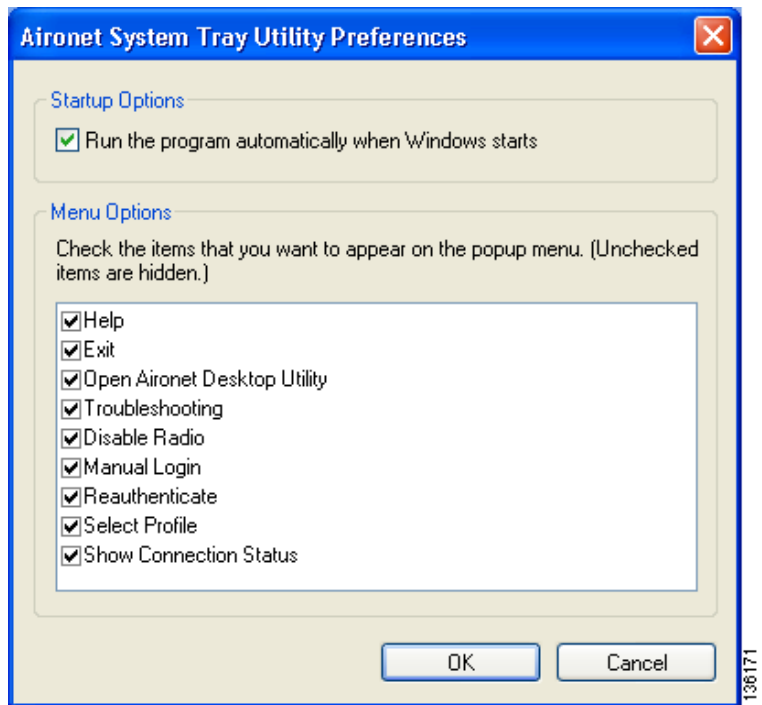 Aironet System Tray Utility Preferences
Startup Options
Run the program automatically when Windows starts
Menu Options
Check the items that you want to appear on the popup menu. (Unchecked
items are hidden.)
Help
Exit
Open Aironet Desktop Utility
Troubleshooting
Disable Radio
Manual Login
Reauthenticate
Select Profile
Show Connection Status
OK
Cancel
136171